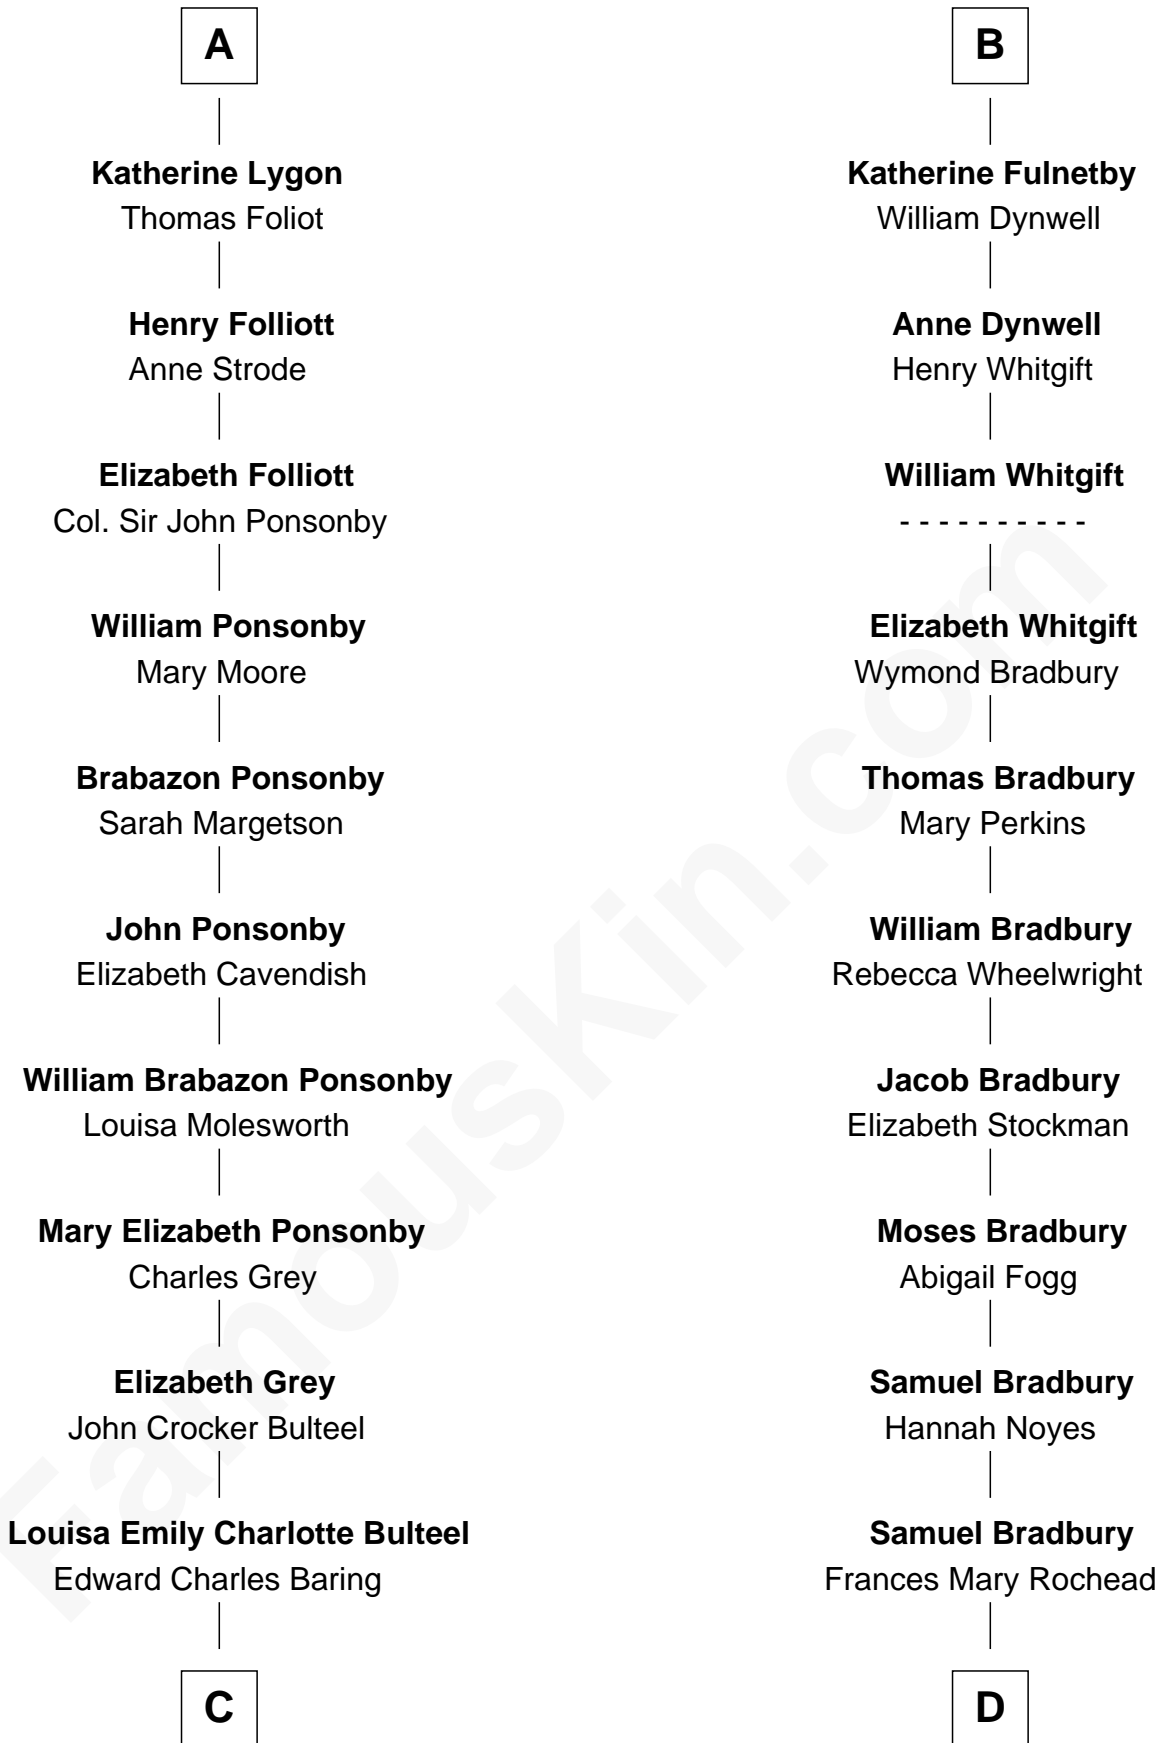 A
Katherine Lygon
Thomas Foliot
Henry Folliott
Anne Strode
Elizabeth Folliott
Col. Sir John Ponsonby
William Ponsonby
Mary Moore
Brabazon Ponsonby
Sarah Margetson
John Ponsonby
Elizabeth Cavendish
William Brabazon Ponsonby
Louisa Molesworth
Mary Elizabeth Ponsonby
Charles Grey
Elizabeth Grey
John Crocker Bulteel
Louisa Emily Charlotte Bulteel
Edward Charles Baring
C
B
Katherine Fulnetby
William Dynwell
Anne Dynwell
Henry Whitgift
William Whitgift
- - - - - - - - - -
Elizabeth Whitgift
Wymond Bradbury
Thomas Bradbury
Mary Perkins
William Bradbury
Rebecca Wheelwright
Jacob Bradbury
Elizabeth Stockman
Moses Bradbury
Abigail Fogg
Samuel Bradbury
Hannah Noyes
Samuel Bradbury
Frances Mary Rochead
D
FamousKin.com